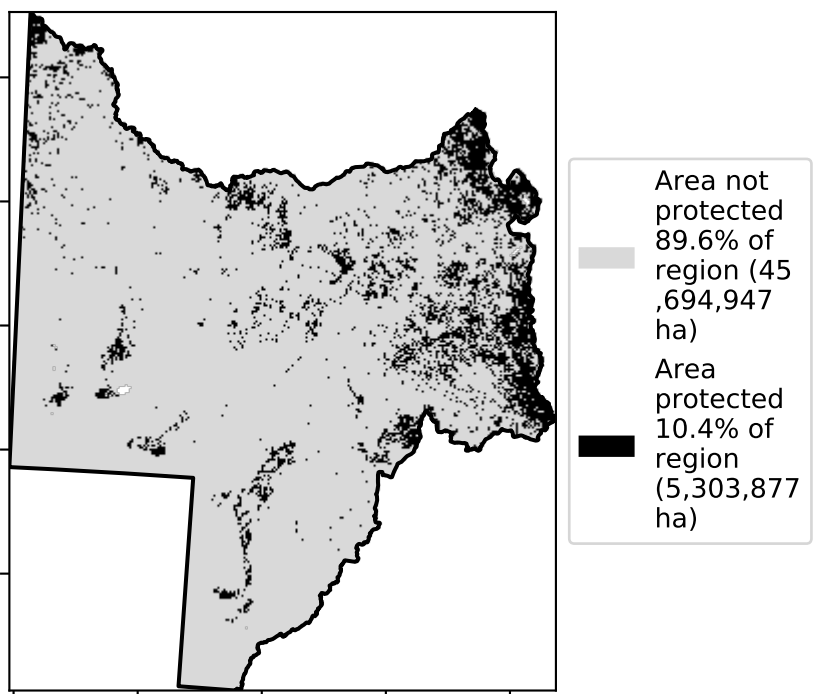 Area not
protected
89.6% of
region (45
,694,947
ha)
Area
protected
10.4% of
region
(5,303,877
ha)